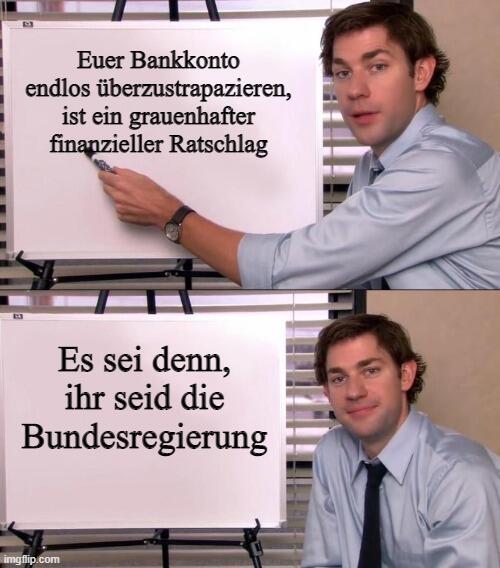 Euer Bankkonto
endlos überzustrapazieren,
ist ein grauenhafter
finanzieller Ratschlag
Es sei denn,
ihr seid die
Bundesregierung
imgflip.com